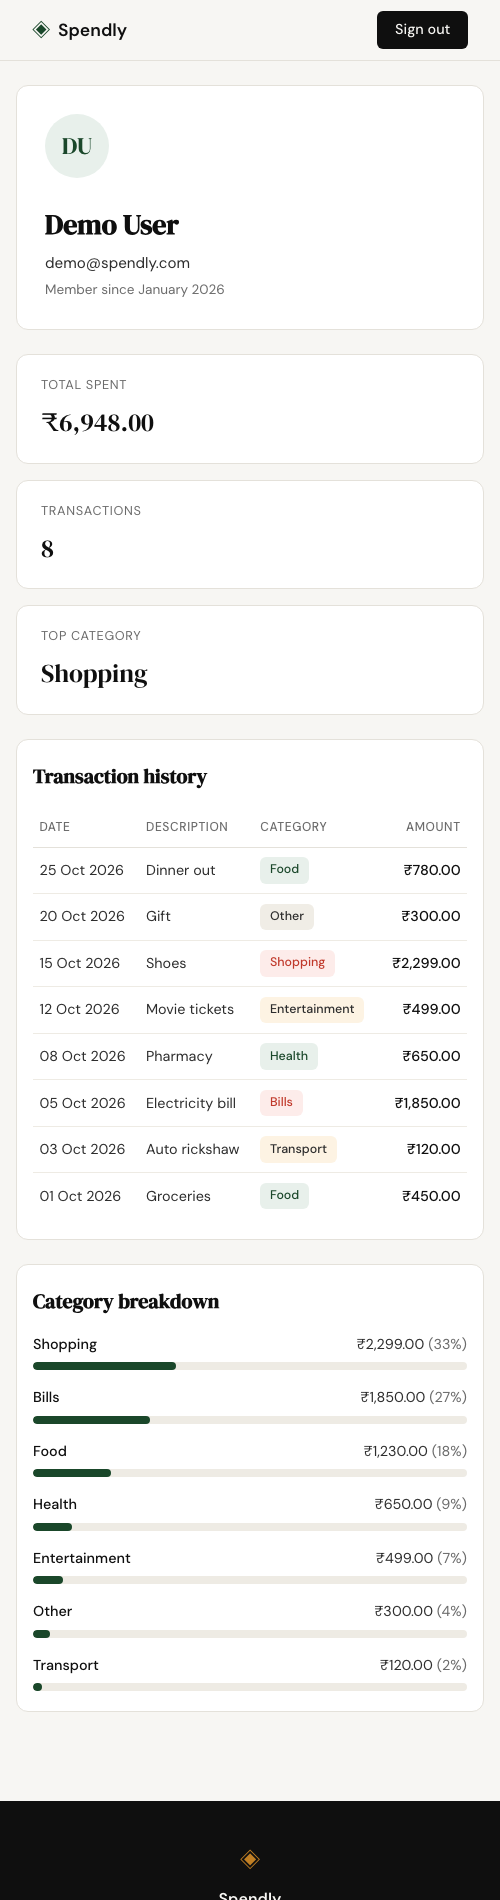 Spendly
Sign out
DU
Demo User
demo@spendly.com
Member since January 2026
TOTAL SPENT
₹6,948.00
TRANSACTIONS
8
TOP CATEGORY
Shopping
Transaction history
DATE DESCRIPTION CATEGORY AMOUNT
25 Oct 2026 Dinner out Food ₹780.00
20 Oct 2026 Gift Other ₹300.00
15 Oct 2026 Shoes Shopping ₹2,299.00
12 Oct 2026 Movie tickets Entertainment ₹499.00
08 Oct 2026 Pharmacy Health ₹650.00
05 Oct 2026 Electricity bill Bills ₹1,850.00
03 Oct 2026 Auto rickshaw Transport ₹120.00
01 Oct 2026 Groceries Food ₹450.00
Category breakdown
Shopping ₹2,299.00 (33%)
Bills ₹1,850.00 (27%)
Food ₹1,230.00 (18%)
Health ₹650.00 (9%)
Entertainment ₹499.00 (7%)
Other ₹300.00 (4%)
Transport ₹120.00 (2%)
Spendly